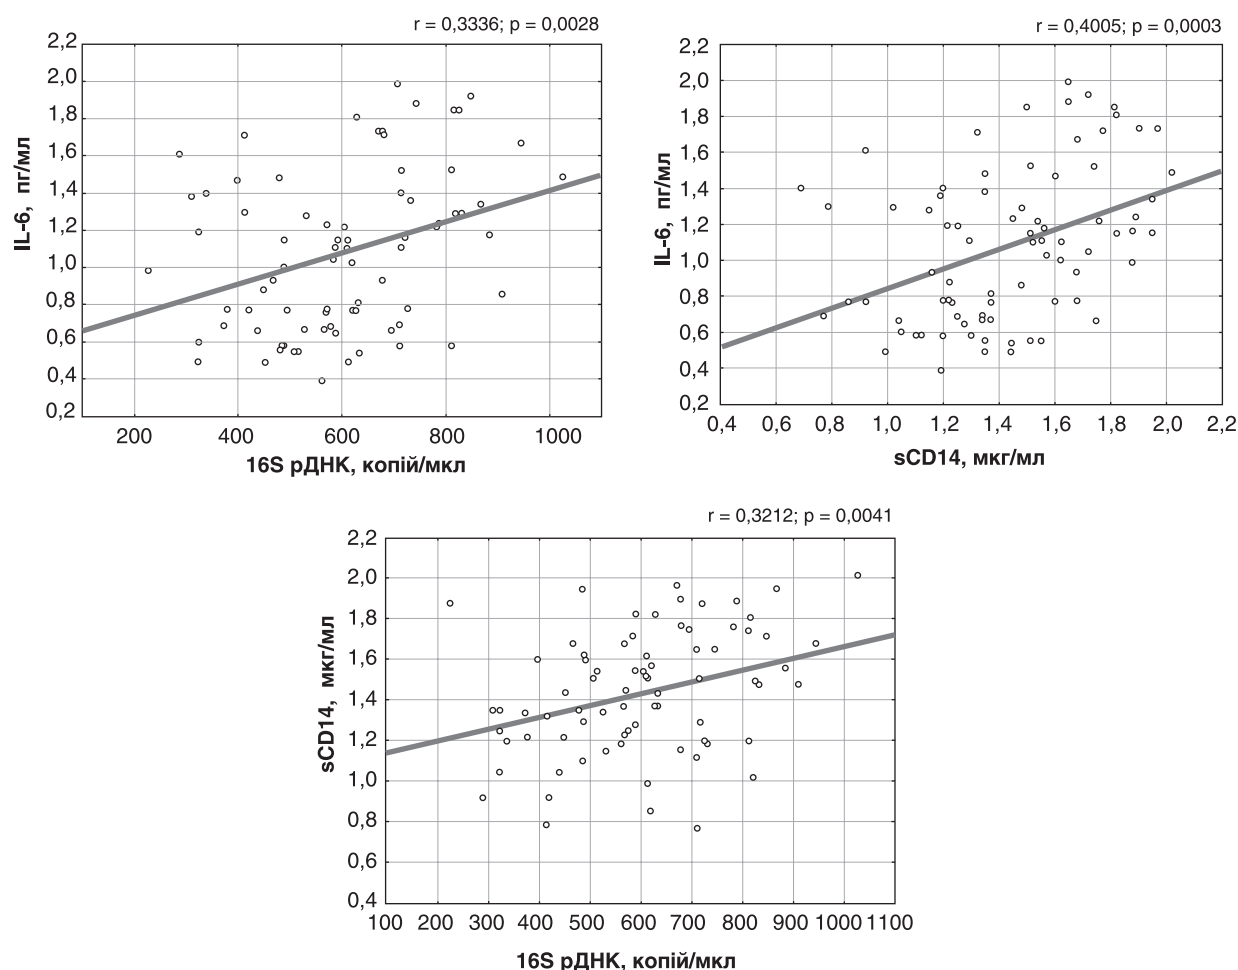 r = 0,3336; p = 0,0028
2,2
2,0
1,8
1,6
1,4
1,2
1,0
0,8
0,6
0,4
0,2
IL-6, пг/мл
200 400 600 800 1000
16S рДНК, копій/мкл
r = 0,4005; p = 0,0003
2,2
2,0
1,8
1,6
1,4
1,2
1,0
0,8
0,6
0,4
0,2
IL-6, пг/мл
0,4 0,6 0,8 1,0 1,2 1,4 1,6 1,8 2,0 2,2
sCD14, мкг/мл
r = 0,3212; p = 0,0041
2,2
2,0
1,8
1,6
1,4
1,2
1,0
0,8
0,6
0,4
sCD14, мкг/мл
100 200 300 400 500 600 700 800 900 1000 1100
16S рДНК, копій/мкл